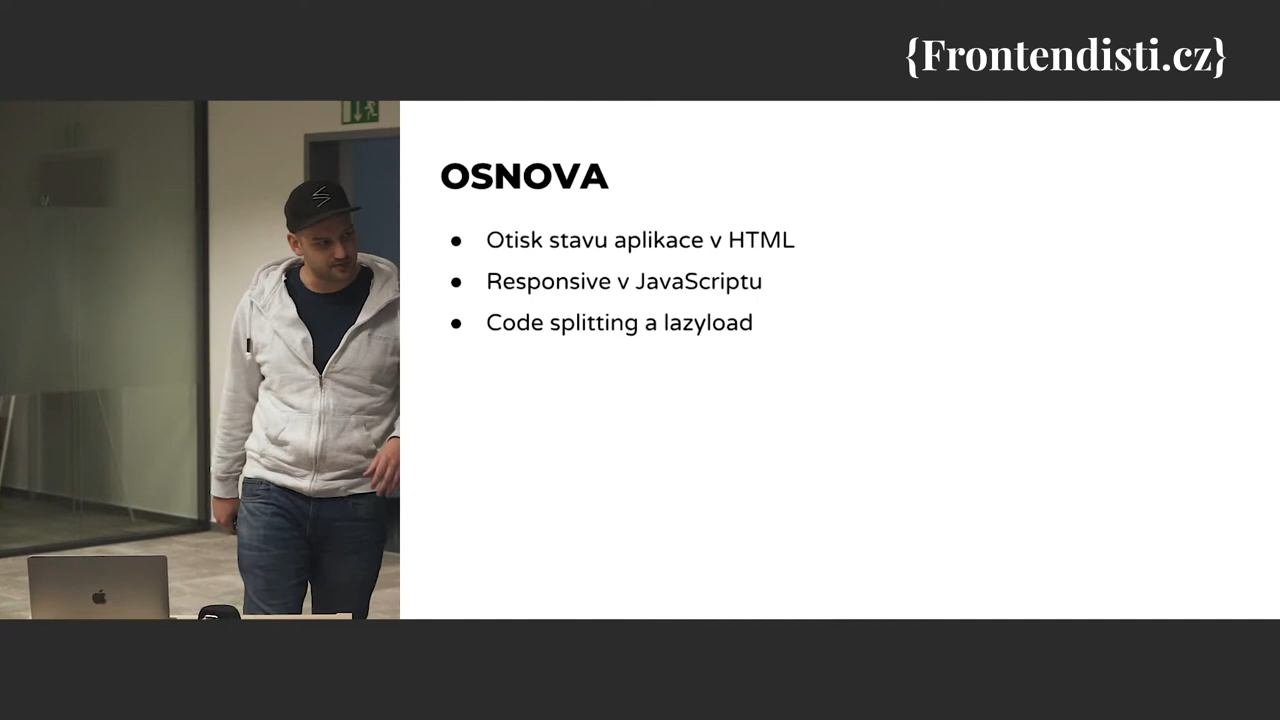 {Frontendisti.cz}
OSNOVA
● Otisk stavu aplikace v HTML
● Responsive v JavaScriptu
● Code splitting a lazyload